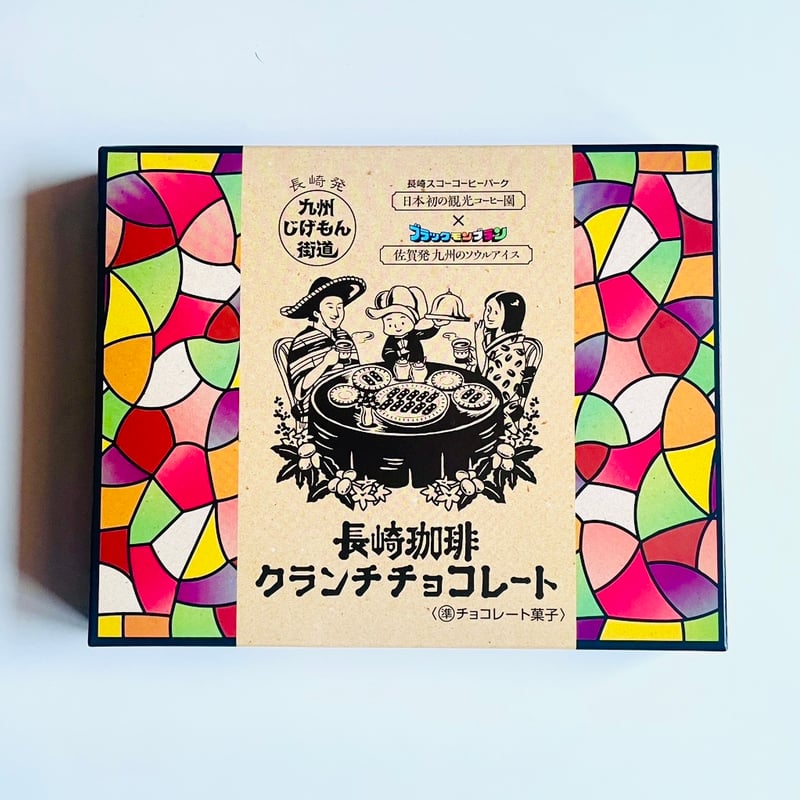 長崎発
九州
じげもん
街道
長崎スコーコーヒーパーク
日本初の観光コーヒー園
×
ブラックモンブラン
佐賀発 九州のソウルアイス
長崎珈琲
クランチチョコレート
〈準チョコレート菓子〉